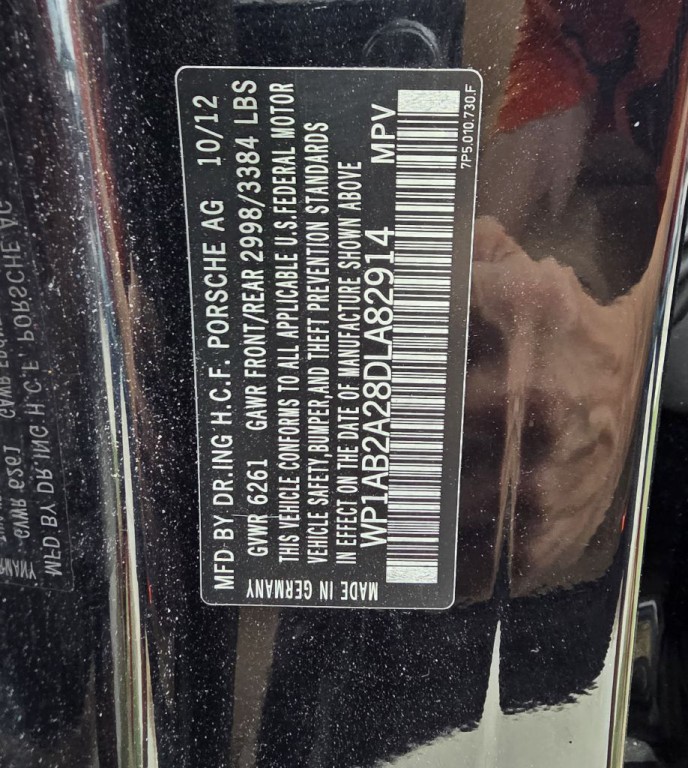 MFD BY DR.ING H.C.F. PORSCHE AG 10/12
GVWR 6261 GAWR FRONT/REAR 2998/3384 LBS
THIS VEHICLE CONFORMS TO ALL APPLICABLE U.S.FEDERAL MOTOR
VEHICLE SAFETY,BUMPER,AND THEFT PREVENTION STANDARDS
IN EFFECT ON THE DATE OF MANUFACTURE SHOWN ABOVE
WP1AB2A28DLA82914 MPV
MADE IN GERMANY
7P5.010.730.F